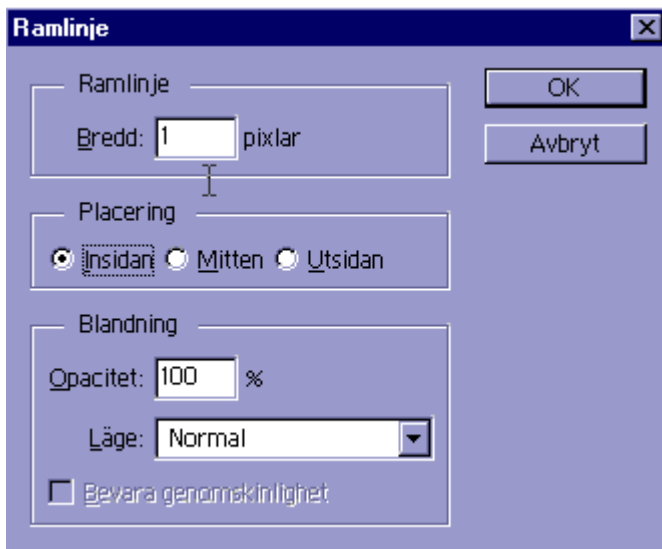 Ramlinje
Ramlinje
OK
Bredd: 1 pixlar
Avbryt
Placering
Insidan Mitten Utsidan
Blandning
Opacitet: 100 %
Läge: Normal
Bevara genomskinlighet